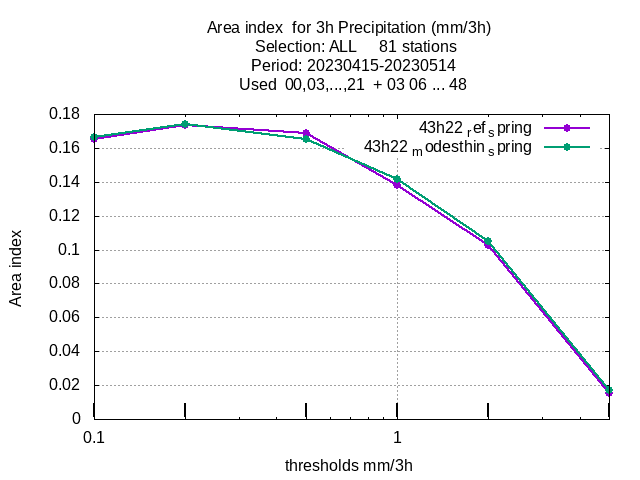 Area index  for 3h Precipitation (mm/3h)
Selection: ALL     81 stations
Period: 20230415-20230514
Used  00,03,...,21  + 03 06 ... 48
0.18
0.16
0.14
0.12
0.1
0.08
0.06
0.04
0.02
0
Area index
43h22 ref spring
43h22 modesthin spring
0.1
1
thresholds mm/3h